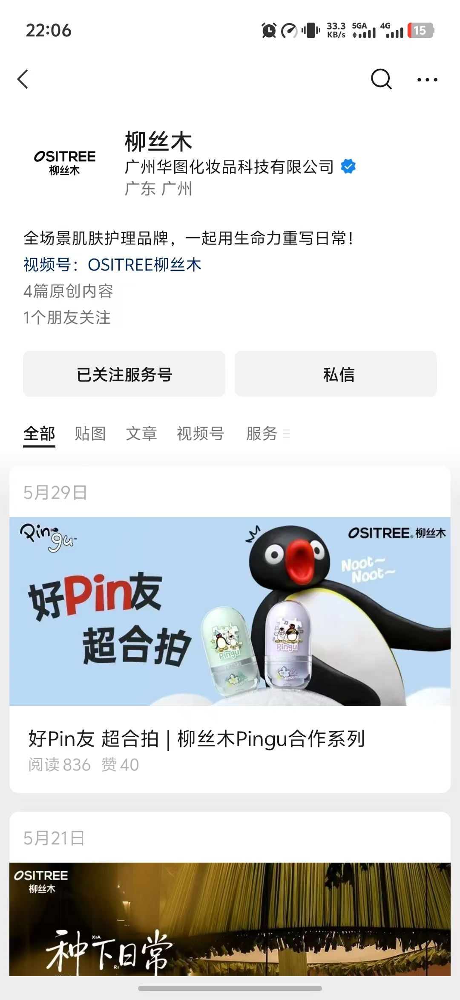 22:06
33.3 KB/s 5GA 4G 15
OSITREE
柳丝木
柳丝木
广州华图化妆品科技有限公司
广东 广州
全场景肌肤护理品牌，一起用生命力重写日常！
视频号：OSITREE柳丝木
4篇原创内容
1个朋友关注
已关注服务号
私信
全部 贴图 文章 视频号 服务
5月29日
Pingu™
OSITREE® 柳丝木
Noot~
Noot~
好Pin友
超合拍
Pingu
Pingu
Noot~
好Pin友 超合拍 | 柳丝木Pingu合作系列
阅读 836 赞 40
5月21日
OSITREE
柳丝木
种下日常
XIA
RI